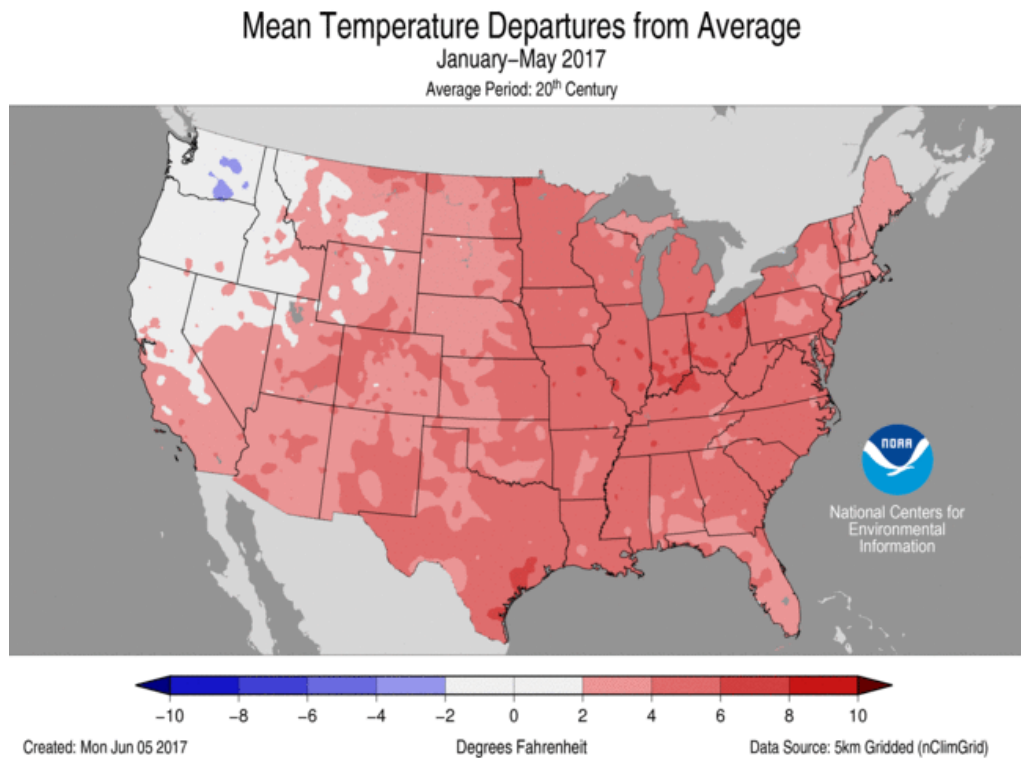 Mean Temperature Departures from Average
January–May 2017
Average Period: 20th Century
NOAA
National Centers for
Environmental
Information
−10 −8 −6 −4 −2 0 2 4 6 8 10
Created: Mon Jun 05 2017 Degrees Fahrenheit Data Source: 5km Gridded (nClimGrid)